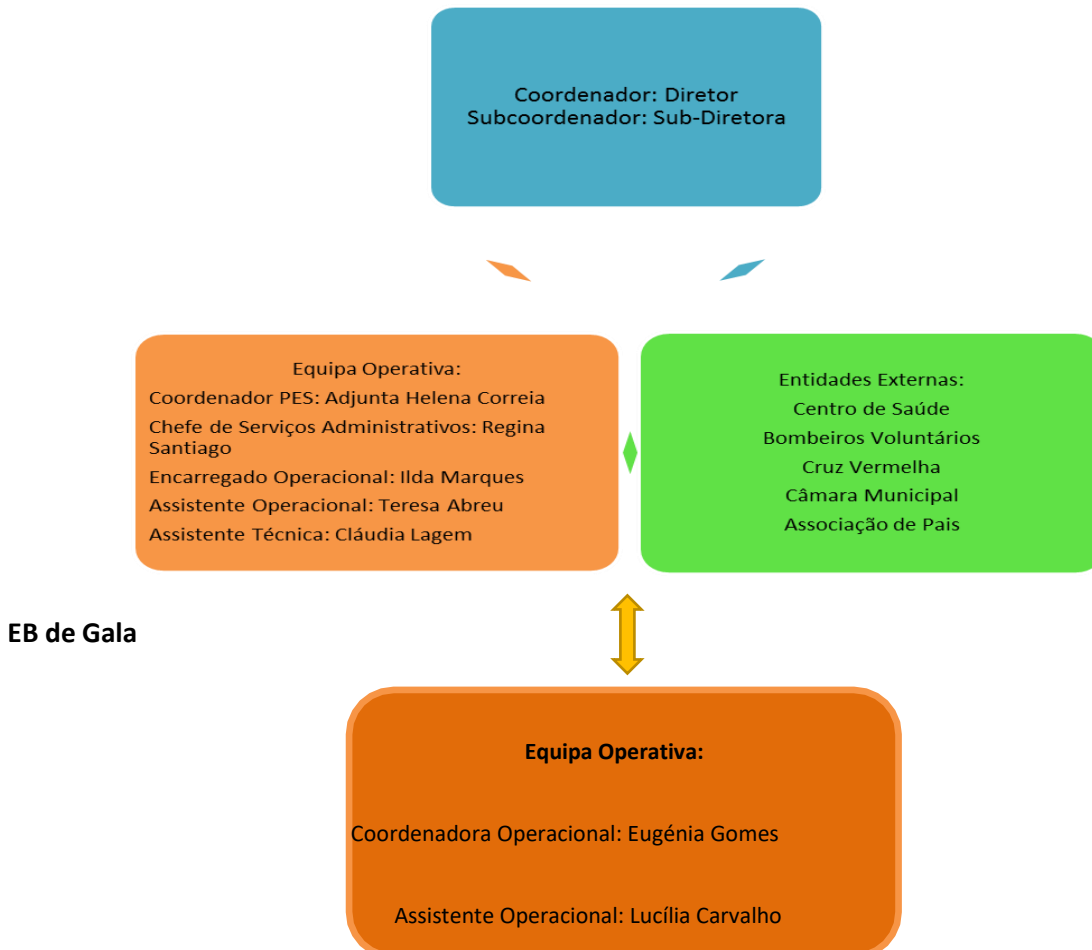 Coordenador: Diretor
Subcoordenador: Sub-Diretora
Equipa Operativa:
Coordenador PES: Adjunta Helena Correia
Chefe de Serviços Administrativos: Regina
Santiago
Encarregado Operacional: Ilda Marques
Assistente Operacional: Teresa Abreu
Assistente Técnica: Cláudia Lagem
Entidades Externas:
Centro de Saúde
Bombeiros Voluntários
Cruz Vermelha
Câmara Municipal
Associação de Pais
EB de Gala
Equipa Operativa:
Coordenadora Operacional: Eugénia Gomes
Assistente Operacional: Lucília Carvalho